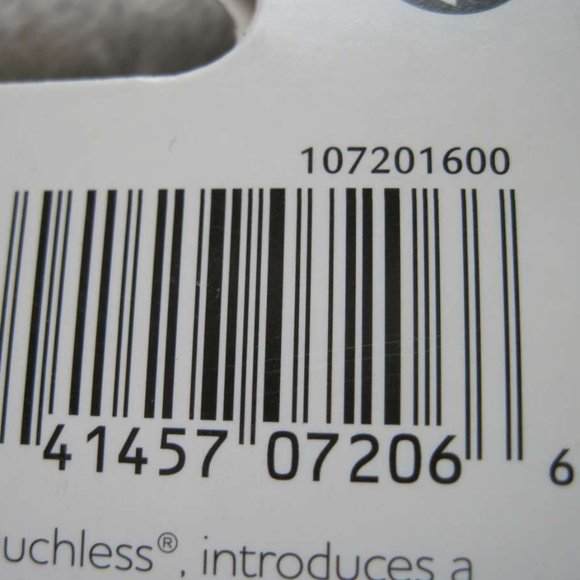 107201600
41457 07206 6
uchless®, introduces a